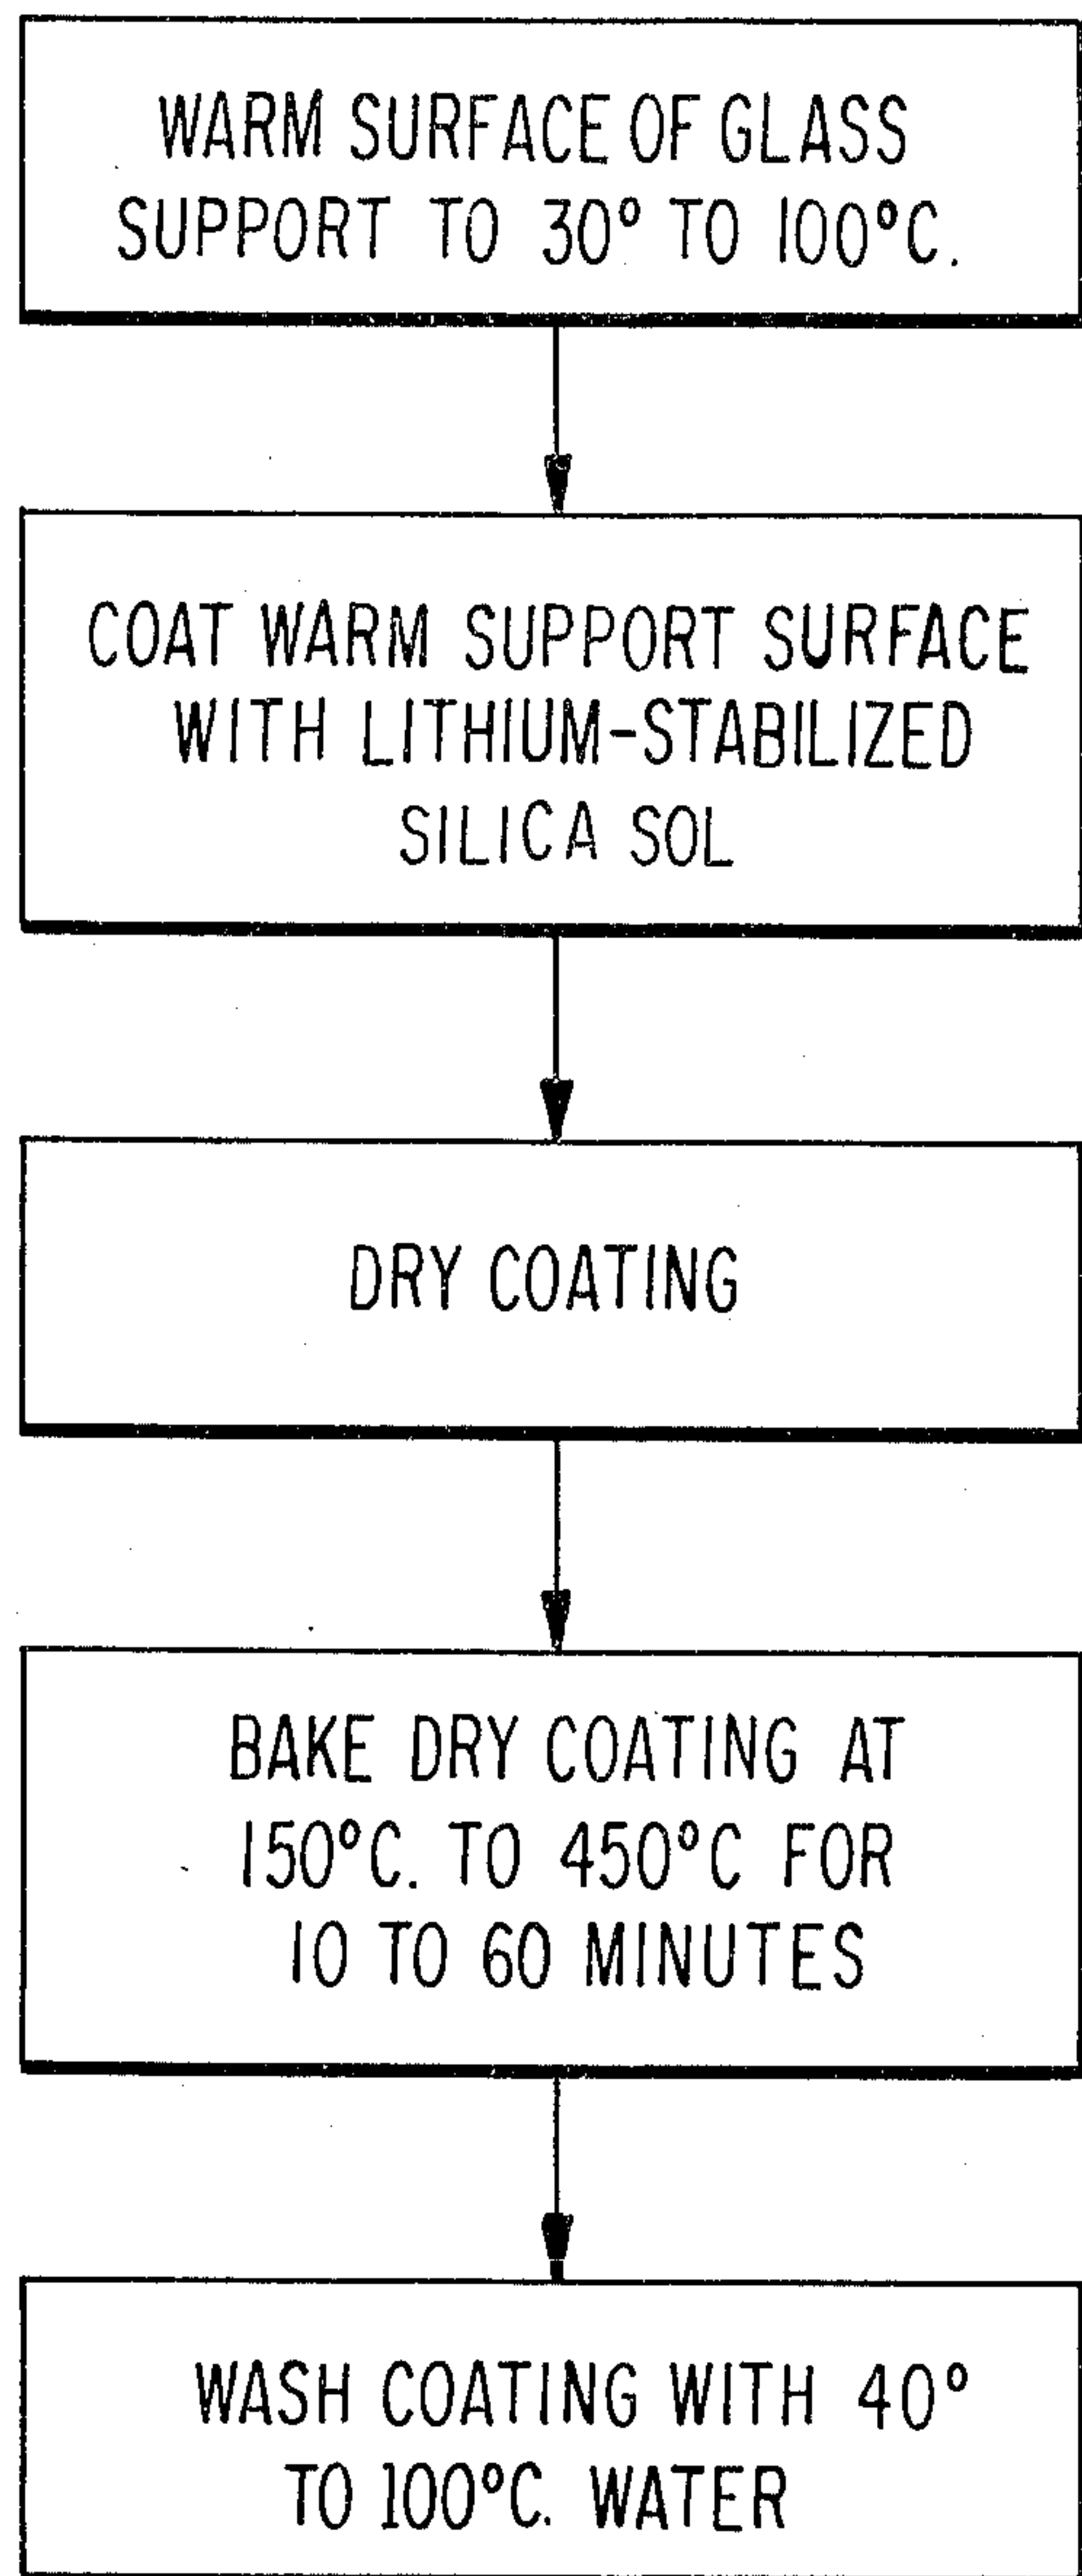 WARM SURFACE OF GLASS
SUPPORT TO 30° TO 100°C.
COAT WARM SUPPORT SURFACE
WITH LITHIUM-STABILIZED
SILICA SOL
DRY COATING
BAKE DRY COATING AT
150°C. TO 450°C FOR
10 TO 60 MINUTES
WASH COATING WITH 40°
TO 100°C. WATER